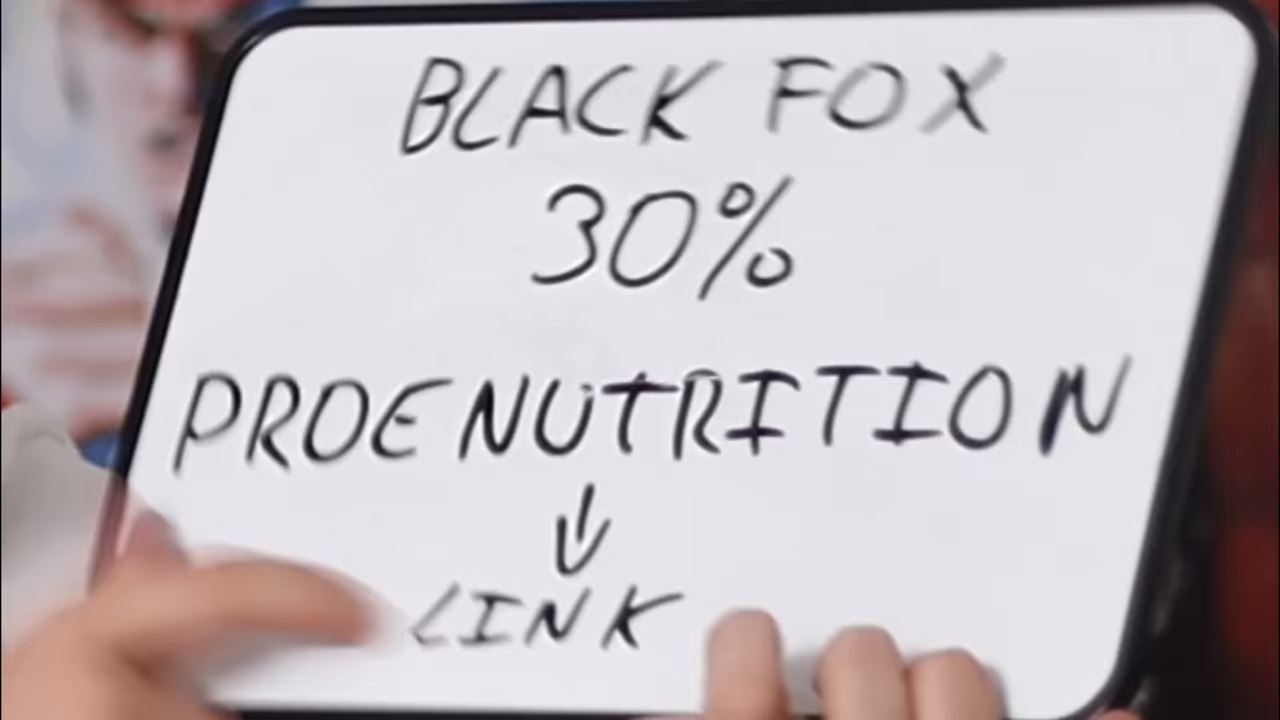 BLACK FOX
30%
PROENUTRITION
↓
LINK